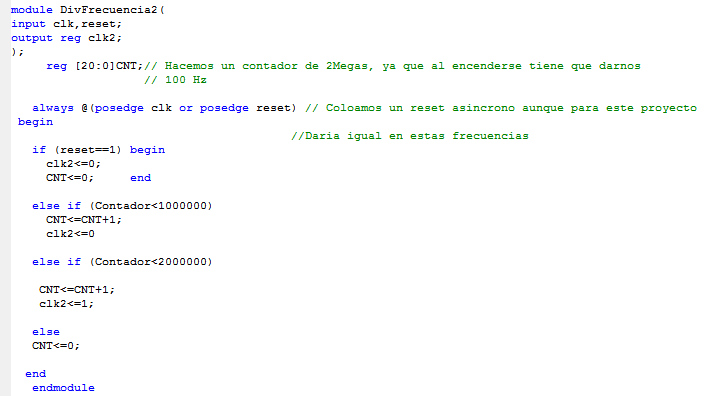 module DivFrecuencia2(
input clk,reset;
output reg clk2;
);
reg [20:0]CNT;// Hacemos un contador de 2Megas, ya que al encenderse tiene que darnos
// 100 Hz
always @(posedge clk or posedge reset) // Coloamos un reset asincrono aunque para este proyecto
begin
//Daria igual en estas frecuencias
if (reset==1) begin
clk2<=0;
CNT<=0; end
else if (Contador<1000000)
CNT<=CNT+1;
clk2<=0
else if (Contador<2000000)
CNT<=CNT+1;
clk2<=1;
else
CNT<=0;
end
endmodule